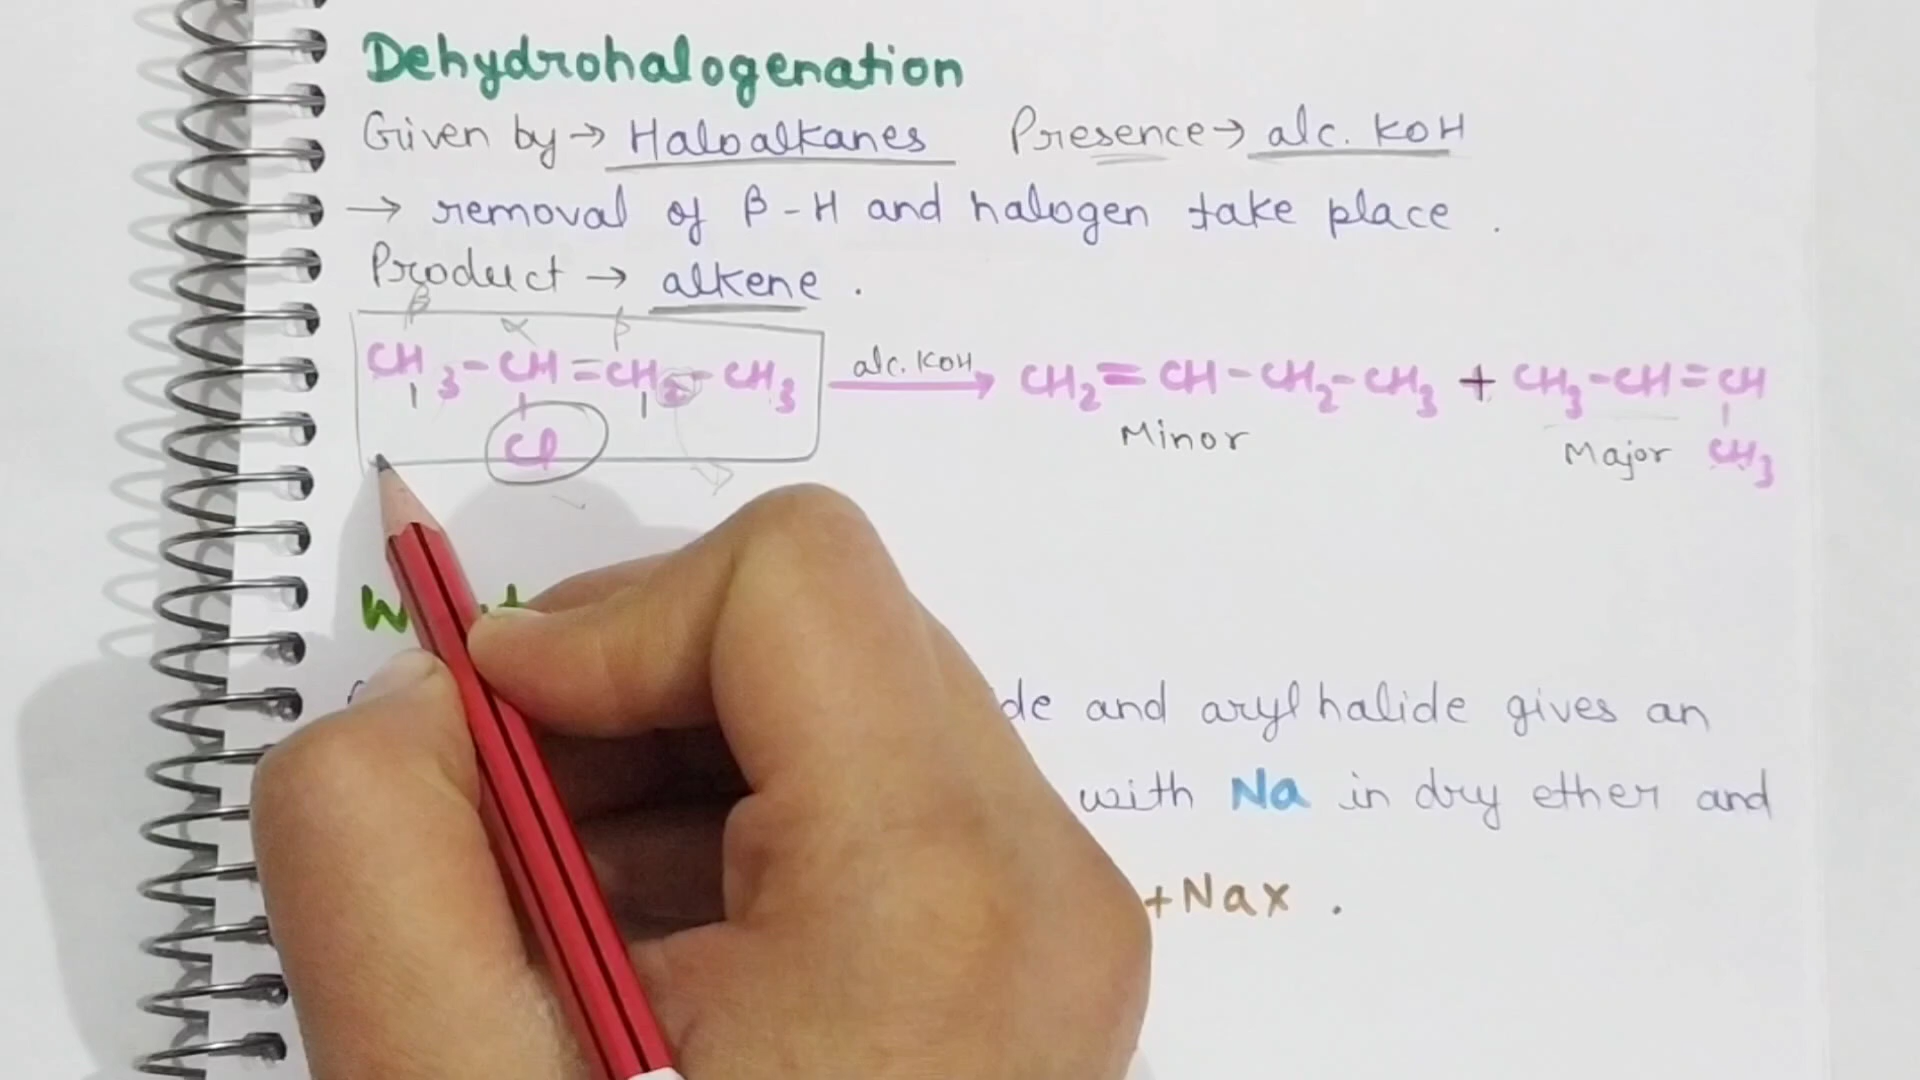 Dehydrohalogenation
Given by → Haloalkanes Presence → alc. KOH
→ removal of β - H and halogen take place .
Product → alkene .
β α β
CH3 - CH = CH2 - CH3 alc. KOH → CH2 = CH - CH2 - CH3 + CH3 - CH = CH
Cl Minor Major CH3
and aryl halide gives an
with Na in dry ether and
+ Nax .